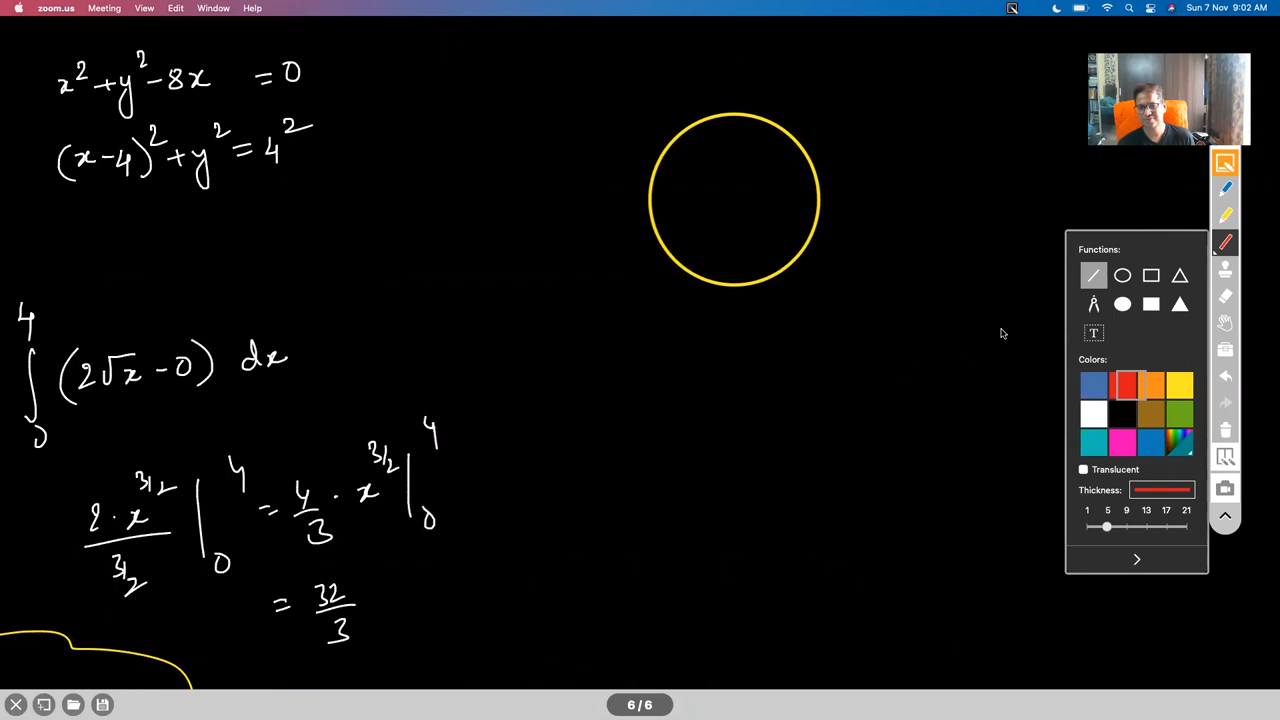 zoom.us Meeting View Edit Window Help Sun 7 Nov 9:02 AM
x² + y² - 8x = 0
(x - 4)² + y² = 4²
∫₀⁴ (2√x - 0) dx
2 · x^(3/2) / (3/2) |₀⁴ = 4/3 · x^(3/2) |₀⁴
= 32/3
Functions:
T
Colors:
Translucent
Thickness:
1 5 9 13 17 21
6 / 6